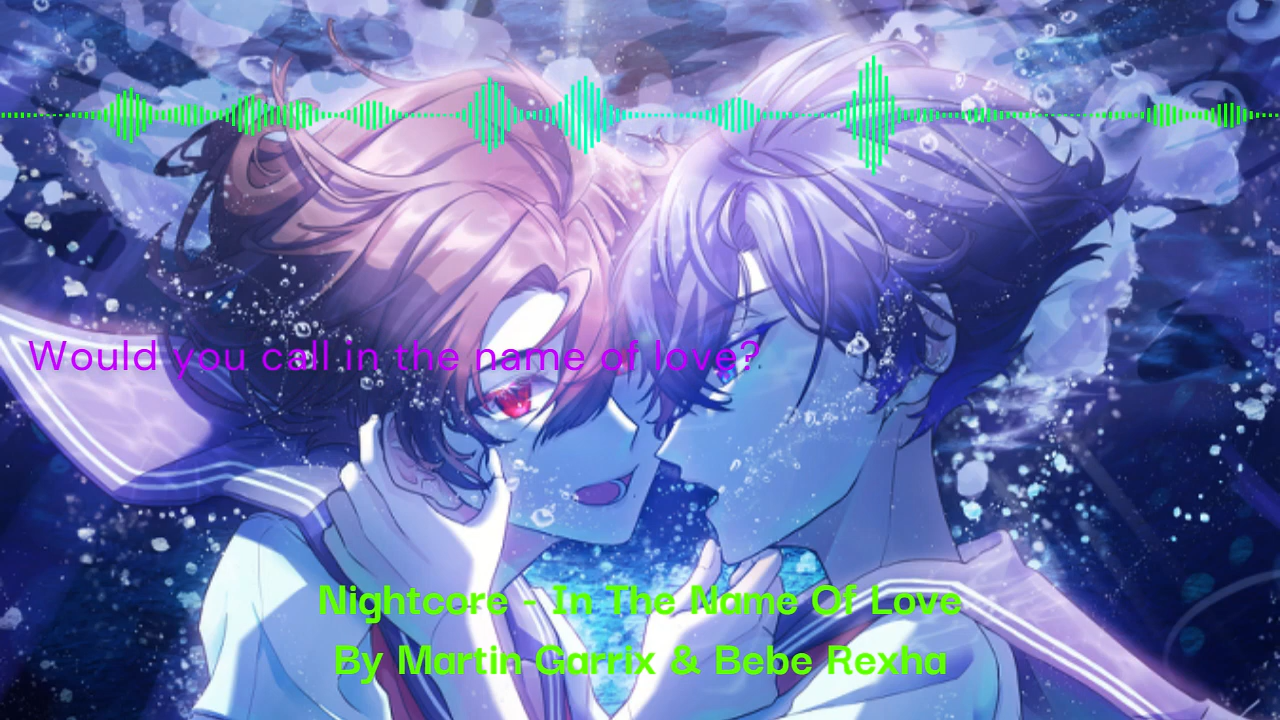 Would you call in the name of love?
Nightcore - In The Name Of Love
By Martin Garrix & Bebe Rexha